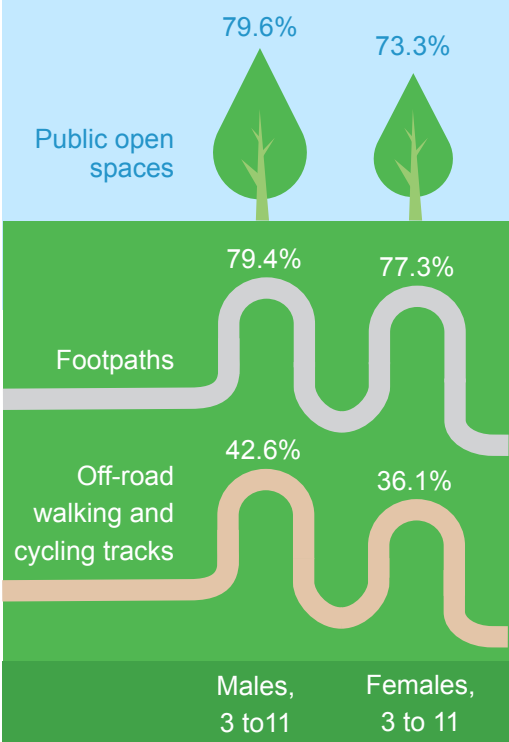 79.6%
73.3%
Public open
spaces
79.4%
77.3%
Footpaths
42.6%
36.1%
Off-road
walking and
cycling tracks
Males,
3 to11
Females,
3 to 11